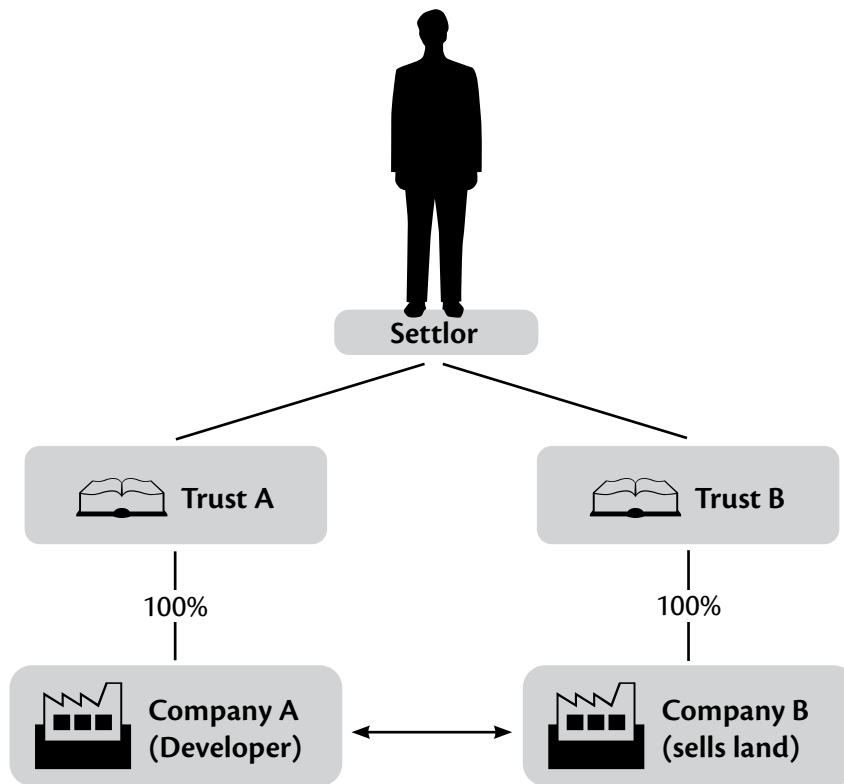 Settlor
Trust A
Trust B
100%
100%
Company A
(Developer)
Company B
(sells land)